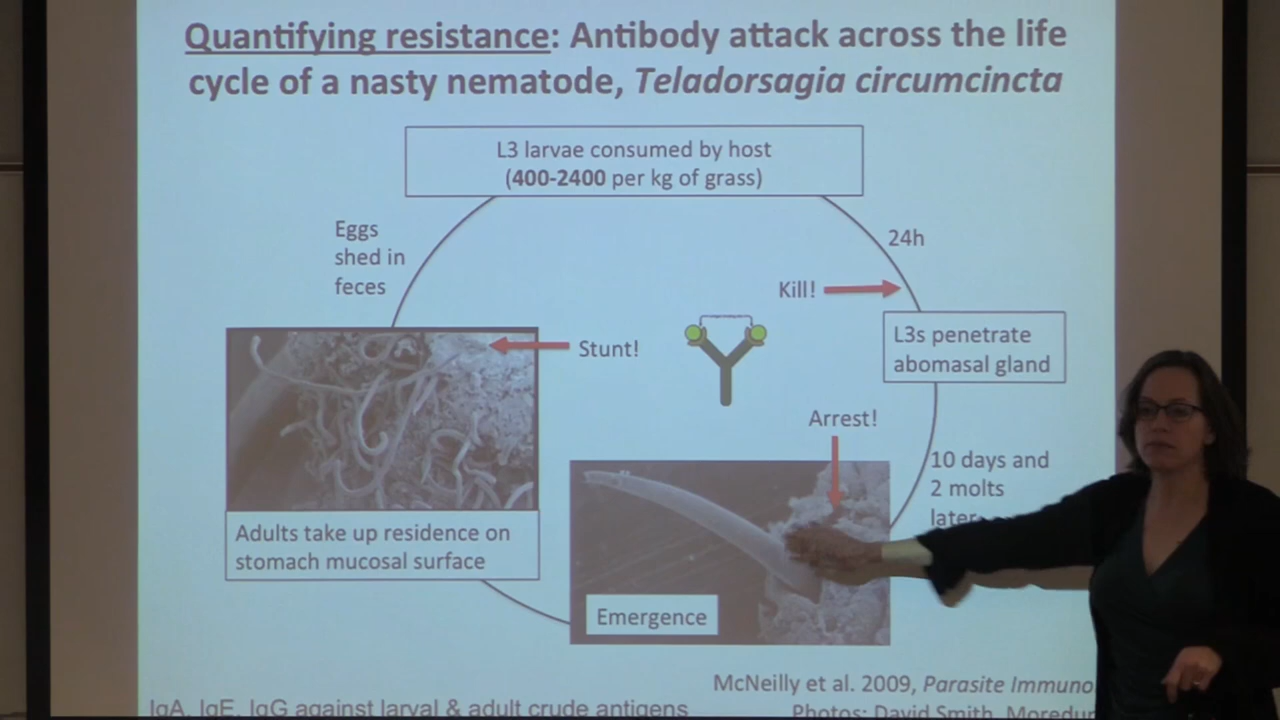 Quantifying resistance: Antibody attack across the life
cycle of a nasty nematode, Teladorsagia circumcincta
L3 larvae consumed by host
(400-2400 per kg of grass)
Eggs
shed in
feces
24h
Kill!
L3s penetrate
abomasal gland
Stunt!
Arrest!
10 days and
2 molts
later
Adults take up residence on
stomach mucosal surface
Emergence
McNeilly et al. 2009, Parasite Immuno
IgA, IgE, IgG against larval & adult crude antigens
Photos: David Smith, Moredun